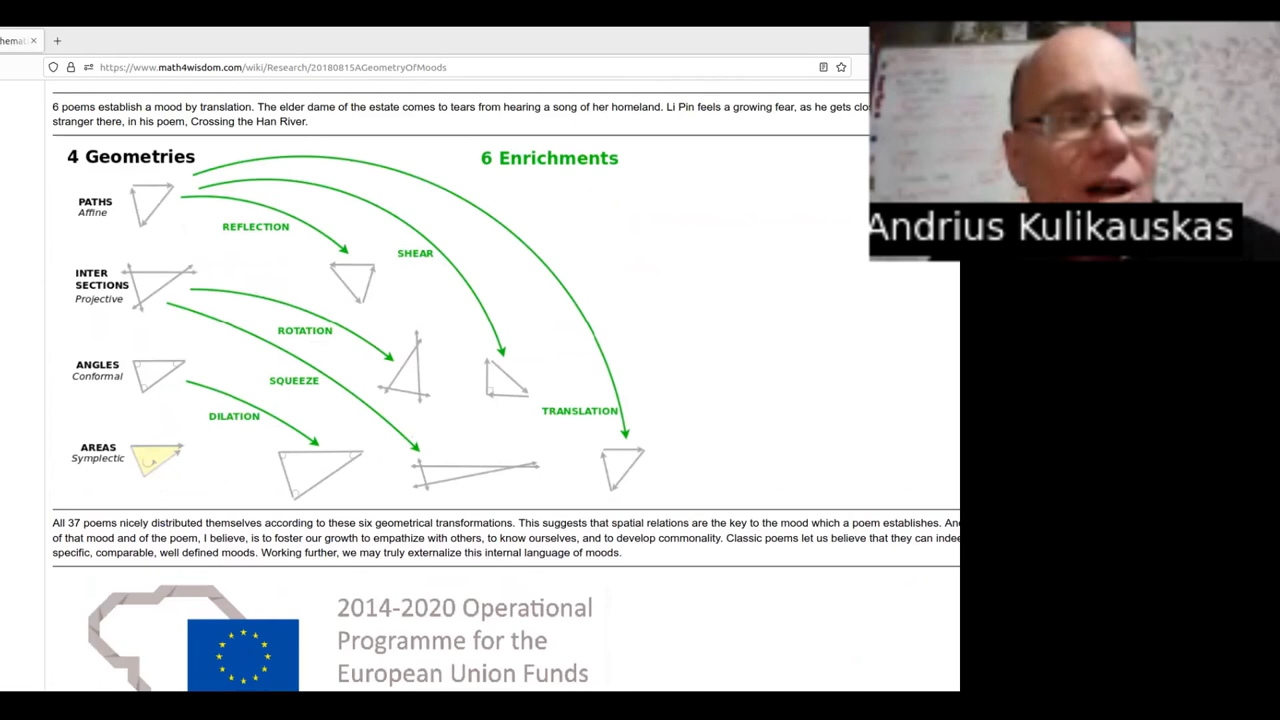 hemat
https://www.math4wisdom.com/wiki/Research/20180815AGeometryOfMoods
6 poems establish a mood by translation. The elder dame of the estate comes to tears from hearing a song of her homeland. Li Pin feels a growing fear, as he gets
stranger there, in his poem, Crossing the Han River.
4 Geometries
6 Enrichments
PATHS
Affine
REFLECTION
SHEAR
INTER
SECTIONS
Projective
ROTATION
ANGLES
Conformal
SQUEEZE
DILATION
TRANSLATION
AREAS
Symplectic
All 37 poems nicely distributed themselves according to these six geometrical transformations. This suggests that spatial relations are the key to the mood which a poem establishes.
of that mood and of the poem, I believe, is to foster our growth to empathize with others, to know ourselves, and to develop commonality. Classic poems let us believe that they can
specific, comparable, well defined moods. Working further, we may truly externalize this internal language of moods.
2014-2020 Operational
Programme for the
European Union Funds
Andrius Kulikauskas